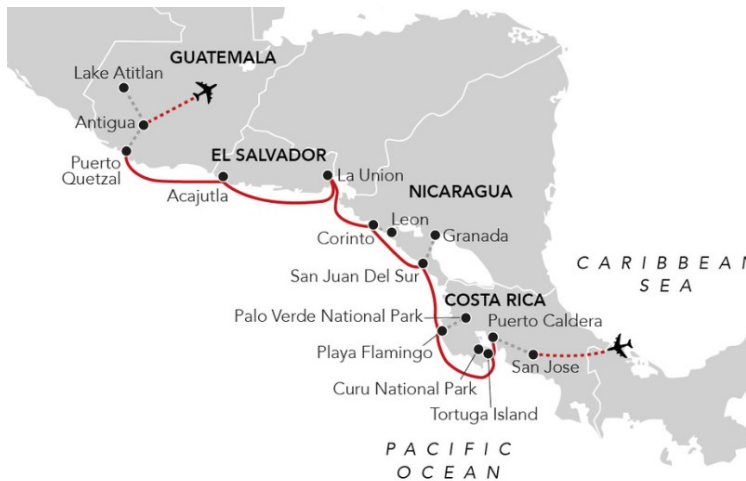 GUATEMALA
Lake Atitlan
Antigua
Puerto
Quetzal
EL SALVADOR
Acajutla
La Union
NICARAGUA
Leon
Corinto
Granada
San Juan Del Sur
CARIBBEAN
SEA
COSTA RICA
Palo Verde National Park
Puerto Caldera
Playa Flamingo
San Jose
Curu National Park
Tortuga Island
PACIFIC
OCEAN